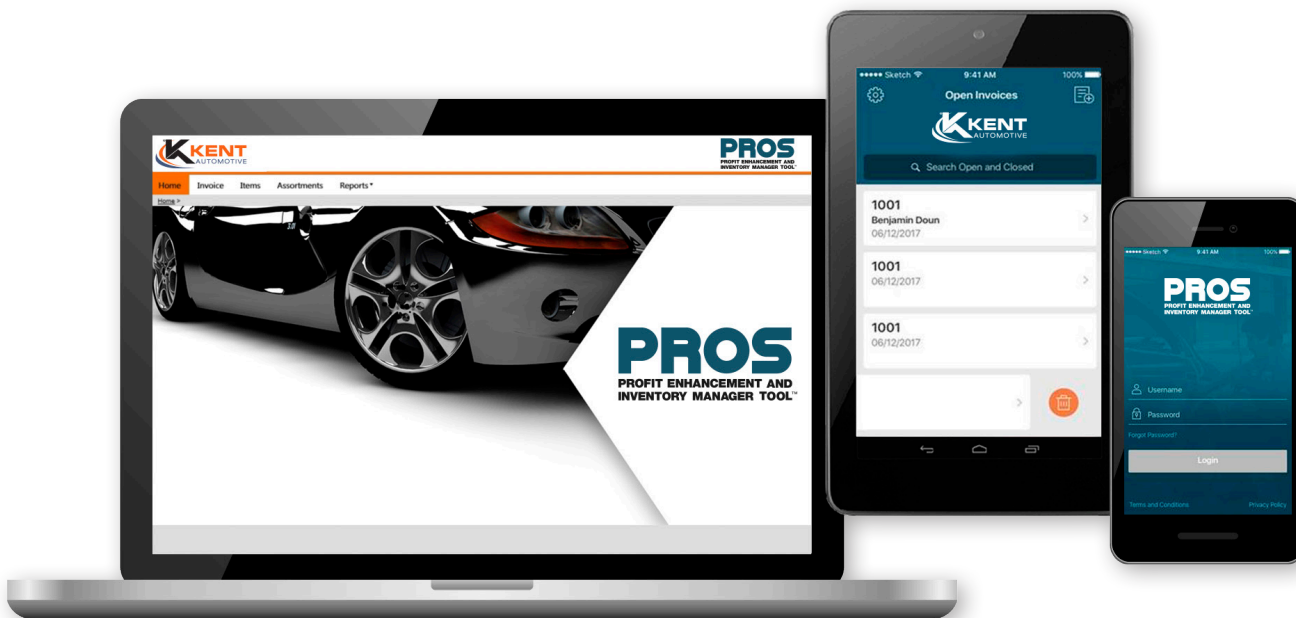 KENT
AUTOMOTIVE
PROS
PROFIT ENHANCEMENT AND
INVENTORY MANAGER TOOL™
Home Invoice Items Assortments Reports
Home >
PROS
PROFIT ENHANCEMENT AND
INVENTORY MANAGER TOOL™
Sketch 9:41 AM 100%
Open Invoices
KENT
AUTOMOTIVE
Search Open and Closed
1001
Benjamin Doun
06/12/2017
1001
06/12/2017
1001
06/12/2017
Sketch 9:41 AM 100%
PROS
PROFIT ENHANCEMENT AND
INVENTORY MANAGER TOOL™
Username
Password
Forgot Password?
Login
Terms and Conditions Privacy Policy